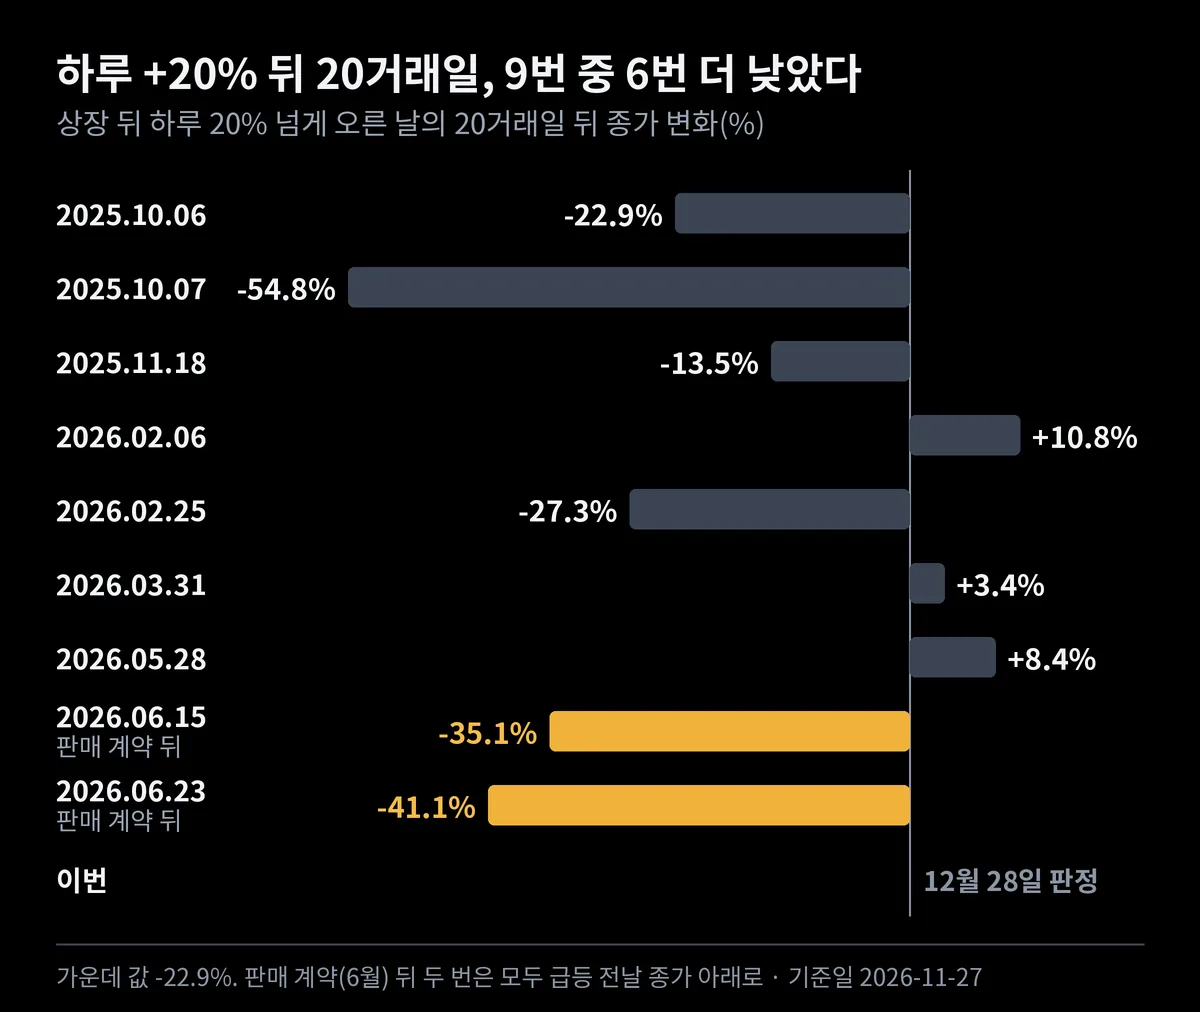 하루 +20% 뒤 20거래일, 9번 중 6번 더 낮았다
상장 뒤 하루 20% 넘게 오른 날의 20거래일 뒤 종가 변화(%)
2025.10.06 -22.9%
2025.10.07 -54.8%
2025.11.18 -13.5%
2026.02.06 +10.8%
2026.02.25 -27.3%
2026.03.31 +3.4%
2026.05.28 +8.4%
2026.06.15 -35.1%
판매 계약 뒤
2026.06.23 -41.1%
판매 계약 뒤
이번 12월 28일 판정
가운데 값 -22.9%. 판매 계약(6월) 뒤 두 번은 모두 급등 전날 종가 아래로 · 기준일 2026-11-27